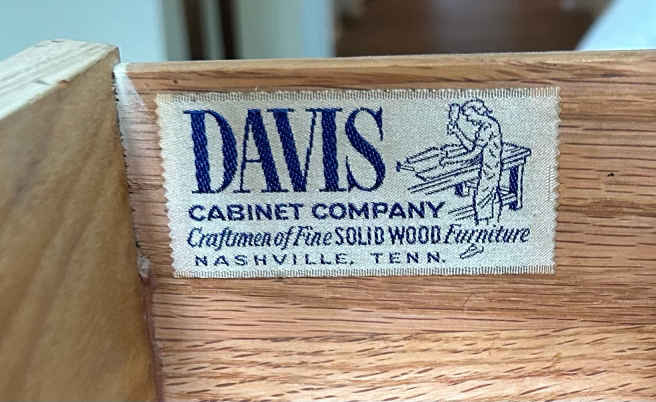 DAVIS
CABINET COMPANY
Craftsmen of Fine SOLID WOOD Furniture
NASHVILLE, TENN.